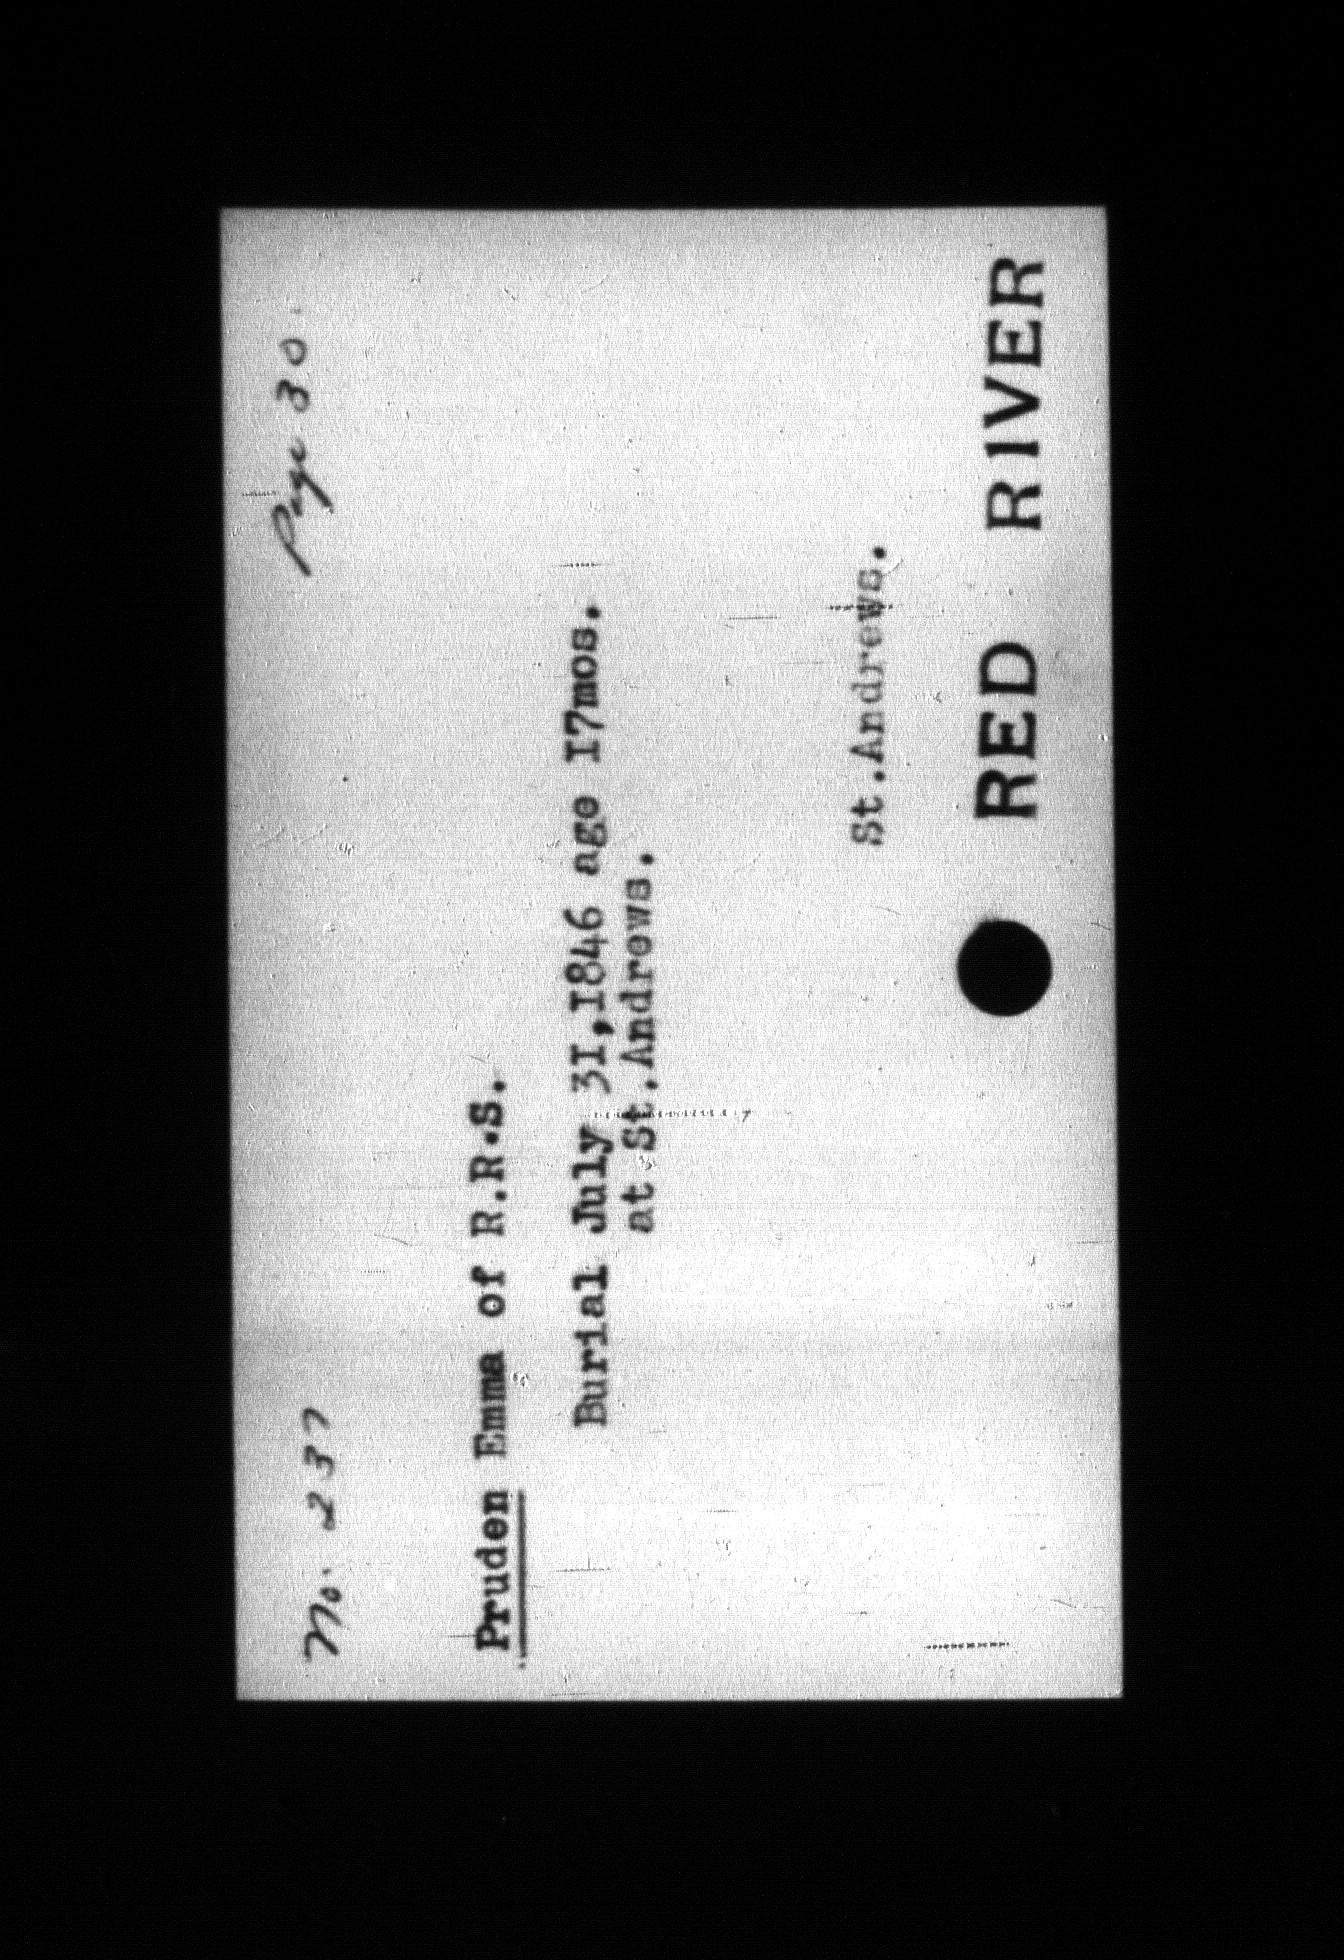 No. 237
Page 30.
Pruden Emma of R.R.S.
Burial July 31,1846 age 17mos.
at St.Andrews.
St.Andrews.
RED RIVER